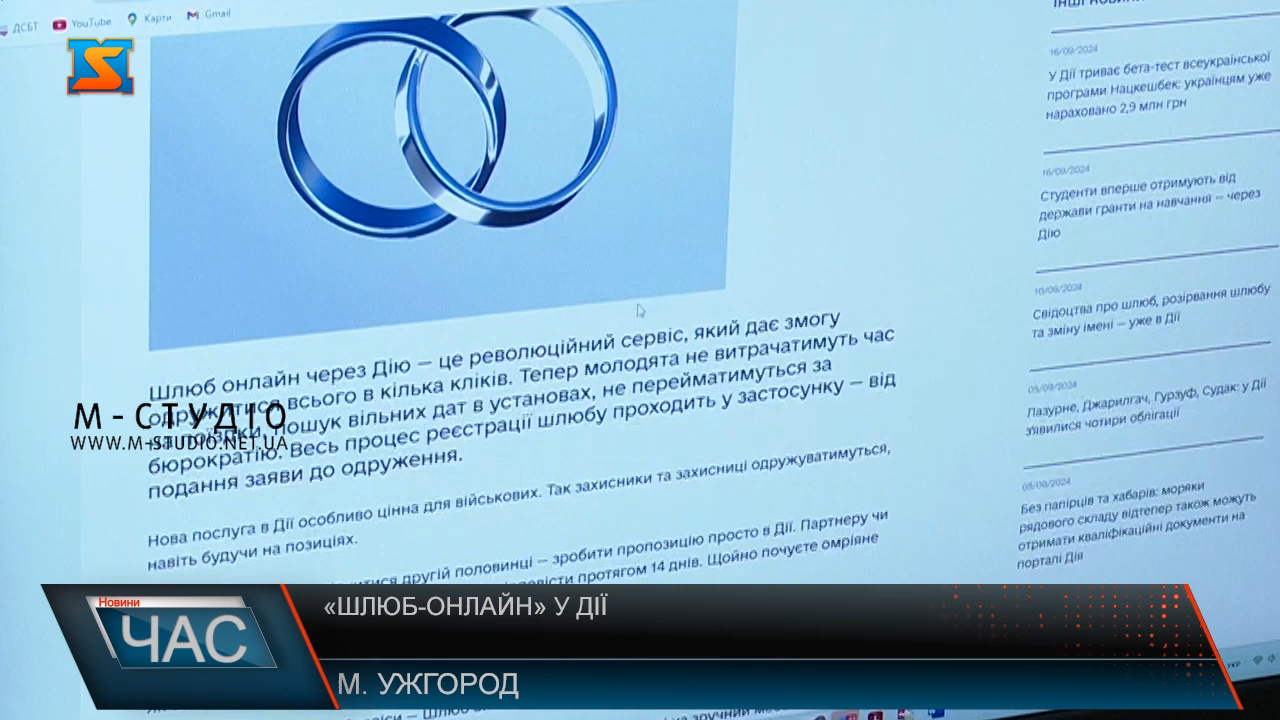 ДСБТ YouTube Карти Gmail
Шлюб онлайн через Дію – це революційний сервіс, який дає змогу
одружитися всього в кілька кліків. Тепер молодята не витрачатимуть час
на поїздки, пошук вільних дат в установах, не перейматимуться за
бюрократію. Весь процес реєстрації шлюбу проходить у застосунку – від
подання заяви до одруження.
Нова послуга в Дії особливо цінна для військових. Так захисники та захисниці одружуватимуться,
навіть будучи на позиціях.
другій половинці – зробити пропозицію просто в Дії. Партнеру чи
протягом 14 днів. Щойно почуєте омріяне
16/09/2024
У Дії триває бета-тест всеукраїнської
програми Нацкешбек: українцям уже
нараховано 2,9 млн грн
16/09/2024
Студенти вперше отримують від
держави гранти на навчання – через
Дію
10/09/2024
Свідоцтва про шлюб, розірвання шлюбу
та зміну імені – уже в Дії
05/09/2024
Лазурне, Джарилгач, Гурзуф, Судак: у Дії
з'явилися чотири облігації
05/09/2024
Без папірців та хабарів: моряки
рядового складу відтепер також можуть
отримати кваліфікаційні документи на
порталі Дія
УКР
М-СТУДІО
WWW.M-STUDIO.NET.UA
Новини
ЧАС
«ШЛЮБ-ОНЛАЙН» У ДІЇ
М. УЖГОРОД